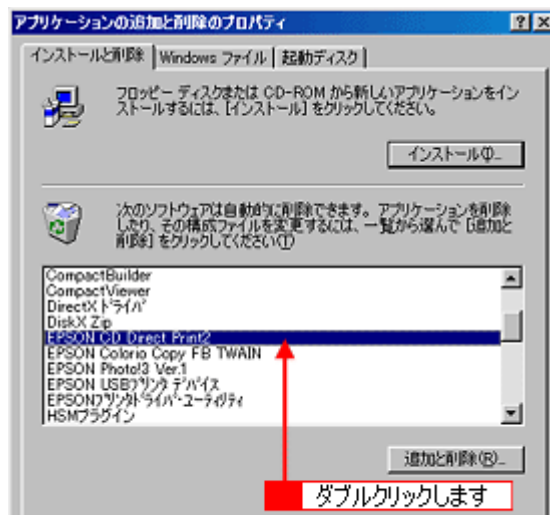 アプリケーションの追加と削除のプロパティ
インストールと削除 Windows ファイル 起動ディスク
フロッピー ディスクまたは CD-ROM から新しいアプリケーションをイン
ストールするには、[インストール] をクリックしてください。
インストール(I)...
次のソフトウェアは自動的に削除できます。アプリケーションを削除
したり、その構成ファイルを変更するには、一覧から選んで [追加と
削除] をクリックしてください(T)
CompactBuilder
CompactViewer
DirectX ドライバ
DiskX Zip
EPSON CD Direct Print2
EPSON Colorio Copy FB TWAIN
EPSON Photo!3 Ver.1
EPSON USBプリンタ デバイス
EPSONプリンタドライバ・ユーティリティ
HSMプラグイン
追加と削除(R)...
ダブルクリックします